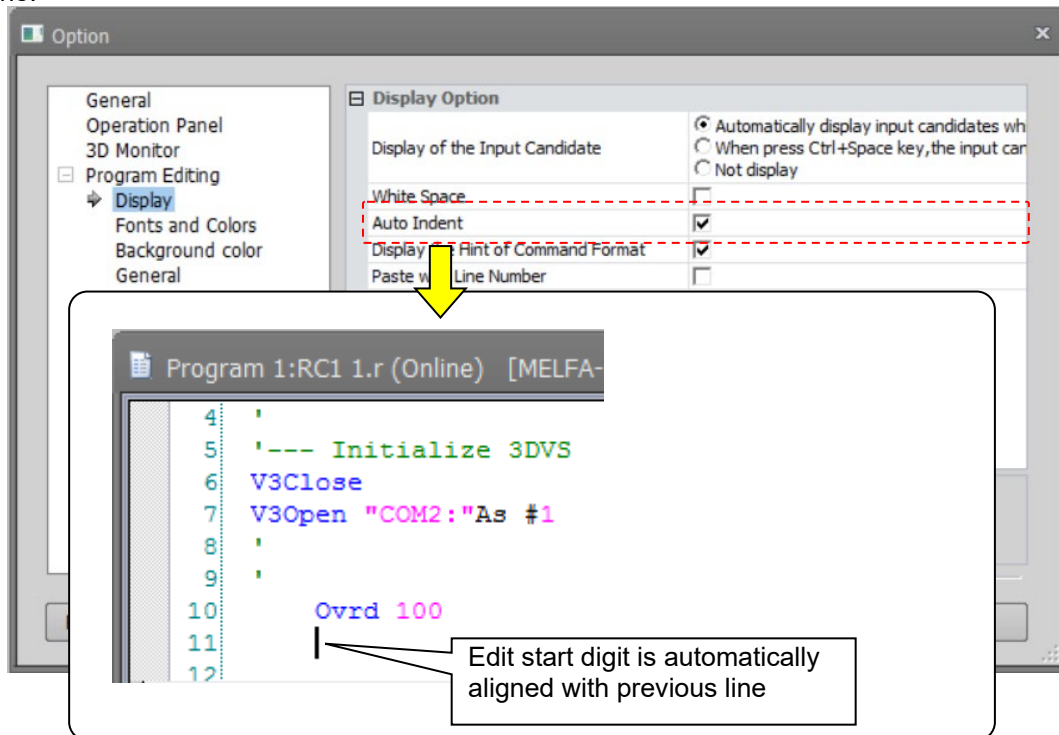 Option
General
Operation Panel
3D Monitor
Program Editing
Display
Fonts and Colors
Background color
General
Display Option
Display of the Input Candidate
Automatically display input candidates wh
When press Ctrl+Space key,the input can
Not display
White Space
Auto Indent
Display Hint of Command Format
Paste w Line Number
Program 1:RC1 1.r (Online) [MELFA-
4 '
5 '--- Initialize 3DVS
6 V3Close
7 V3Open "COM2:"As #1
8 '
9 '
10 Ovrd 100
11
12
Edit start digit is automatically
aligned with previous line